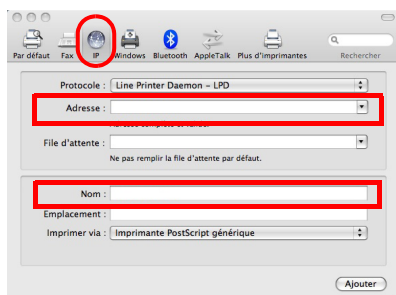 Par défaut Fax IP Windows Bluetooth AppleTalk Plus d'imprimantes Rechercher
Protocole : Line Printer Daemon – LPD
Adresse :
File d'attente :
Ne pas remplir la file d'attente par défaut.
Nom :
Emplacement :
Imprimer via : Imprimante PostScript générique
Ajouter